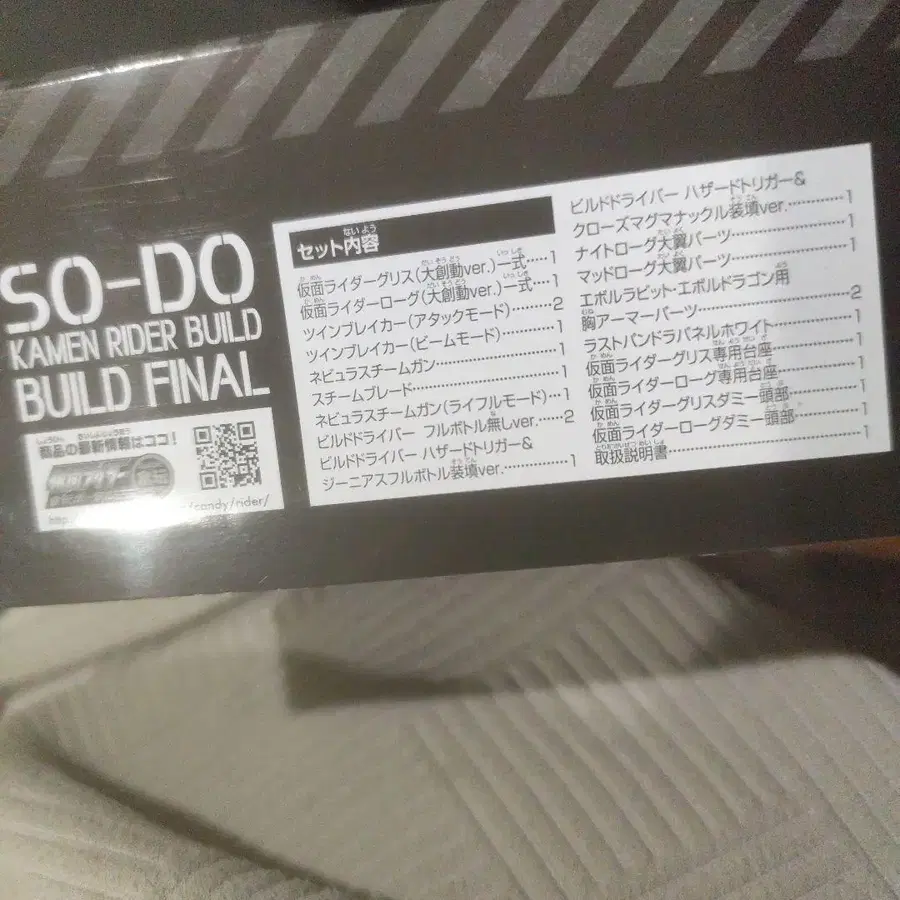 SO-DO
KAMEN RIDER BUILD
BUILD FINAL
商品の最新情報はココ！
/candy/rider/
セット内容
仮面ライダーグリス(大創動ver.)一式……1
仮面ライダーローグ(大創動ver.)一式……1
ツインブレイカー(アタックモード)……2
ツインブレイカー(ビームモード)……1
ネビュラスチームガン……1
スチームブレード……1
ネビュラスチームガン(ライフルモード)……1
ビルドドライバー フルボトル無しver.……2
ビルドドライバー ハザードトリガー&
ジーニアスフルボトル装填ver.……1
ビルドドライバー ハザードトリガー&
クローズマグマナックル装填ver.……1
ナイトローグ大翼パーツ……1
マッドローグ大翼パーツ……1
エボルラビット・エボルドラゴン用
胸アーマーパーツ……2
ラストパンドラパネルホワイト……1
仮面ライダーグリス専用台座……1
仮面ライダーローグ専用台座……1
仮面ライダーグリスダミー頭部……1
仮面ライダーローグダミー頭部……1
取扱説明書……1